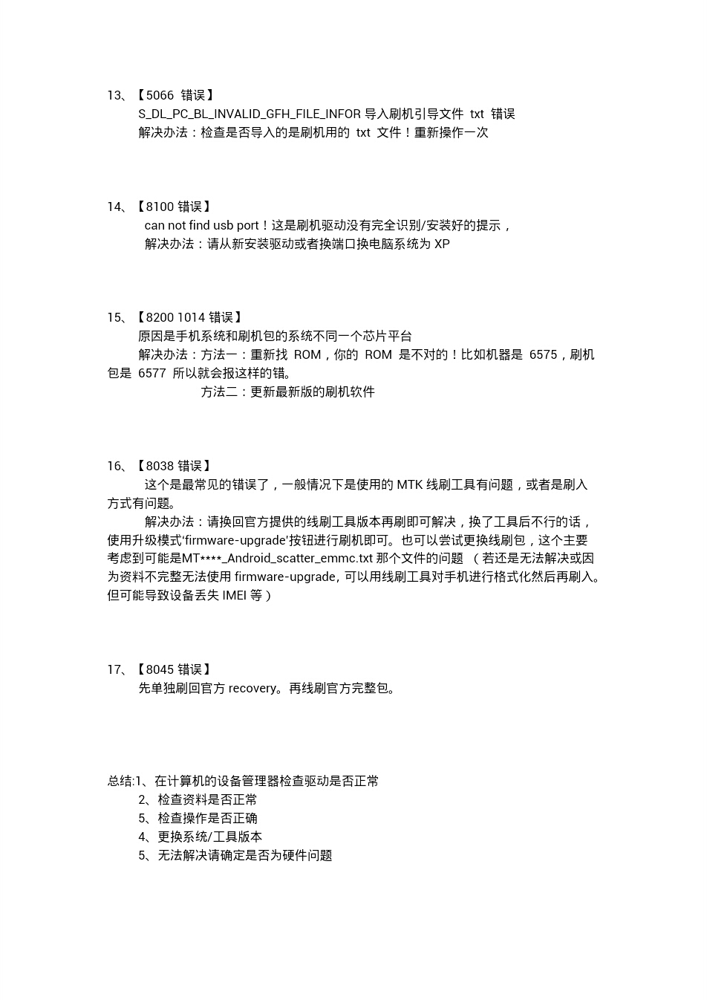 13、【5066 错误】
S_DL_PC_BL_INVALID_GFH_FILE_INFOR 导入刷机引导文件 txt 错误
解决办法：检查是否导入的是刷机用的 txt 文件！重新操作一次
14、【8100 错误】
can not find usb port！这是刷机驱动没有完全识别/安装好的提示，
解决办法：请从新安装驱动或者换端口换电脑系统为 XP
15、【8200 1014 错误】
原因是手机系统和刷机包的系统不同一个芯片平台
解决办法：方法一：重新找 ROM，你的 ROM 是不对的！比如机器是 6575，刷机
包是 6577 所以就会报这样的错。
方法二：更新最新版的刷机软件
16、【8038 错误】
这个是最常见的错误了，一般情况下是使用的 MTK 线刷工具有问题，或者是刷入
方式有问题。
解决办法：请换回官方提供的线刷工具版本再刷即可解决，换了工具后不行的话，
使用升级模式‘firmware-upgrade’按钮进行刷机即可。也可以尝试更换线刷包，这个主要
考虑到可能是MT****_Android_scatter_emmc.txt 那个文件的问题 （若还是无法解决或因
为资料不完整无法使用 firmware-upgrade, 可以用线刷工具对手机进行格式化然后再刷入。
但可能导致设备丢失 IMEI 等）
17、【8045 错误】
先单独刷回官方 recovery。再线刷官方完整包。
总结:1、在计算机的设备管理器检查驱动是否正常
2、检查资料是否正常
5、检查操作是否正确
4、更换系统/工具版本
5、无法解决请确定是否为硬件问题